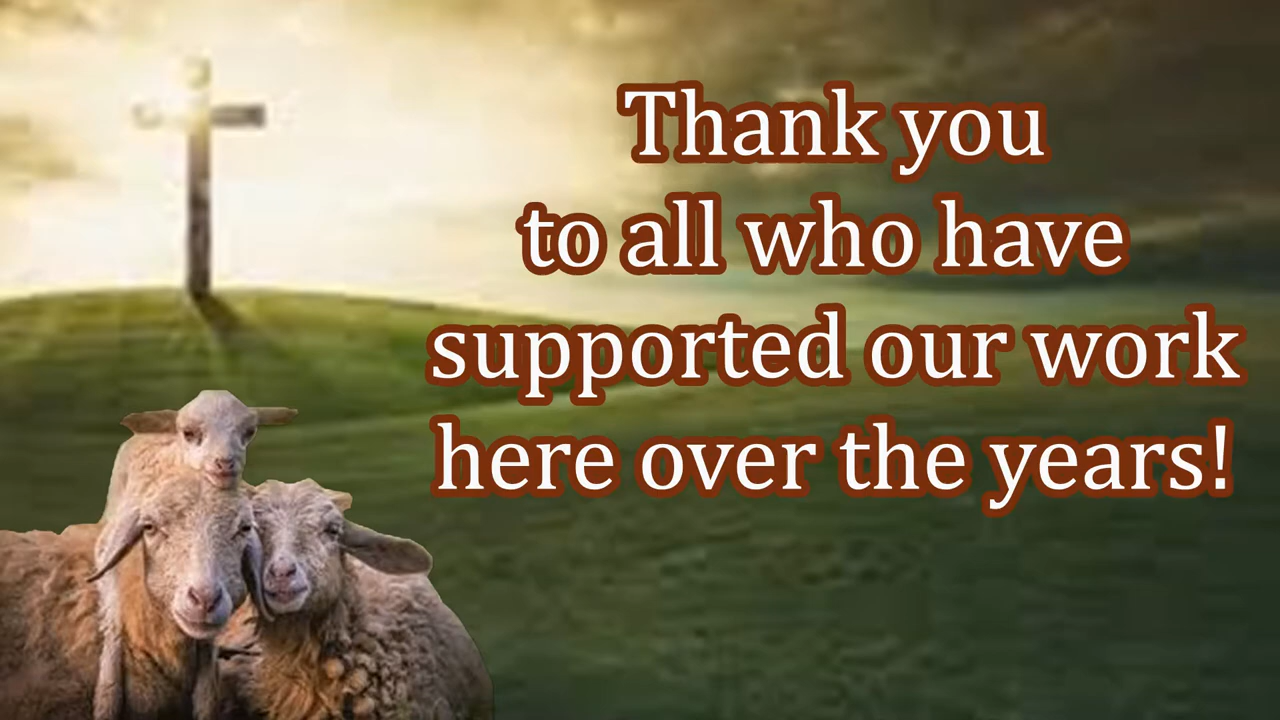 Thank you
to all who have
supported our work
here over the years!